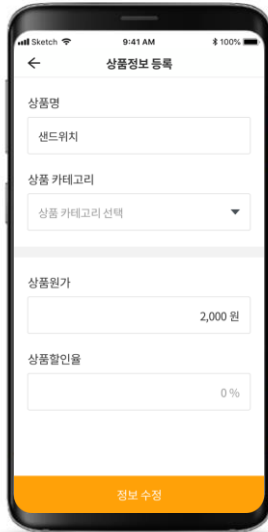 Sketch 9:41 AM 100%
상품정보 등록
상품명
샌드위치
상품 카테고리
상품 카테고리 선택
상품원가
2,000 원
상품할인율
0 %
정보 수정